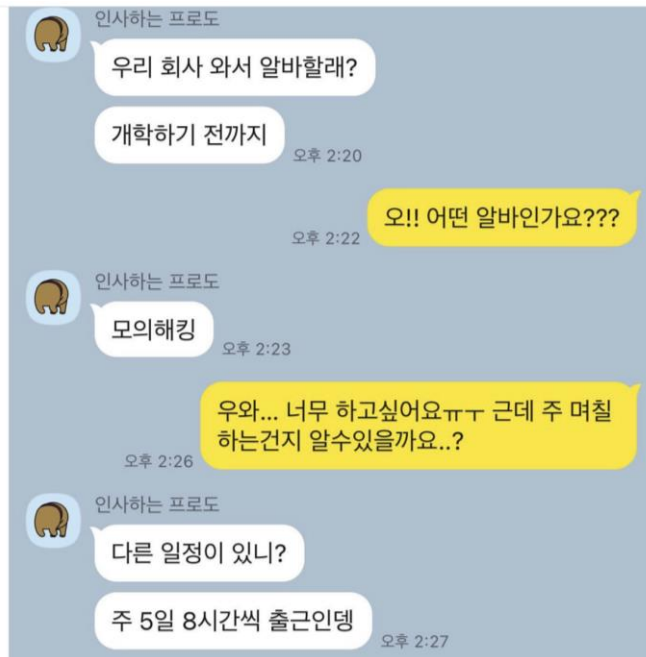 인사하는 프로도
우리 회사 와서 알바할래?
개학하기 전까지
오후 2:20
오!! 어떤 알바인가요???
오후 2:22
인사하는 프로도
모의해킹
오후 2:23
우와... 너무 하고싶어요ㅠㅜ 근데 주 며칠
하는건지 알수있을까요..?
오후 2:26
인사하는 프로도
다른 일정이 있니?
주 5일 8시간씩 출근인뎅
오후 2:27